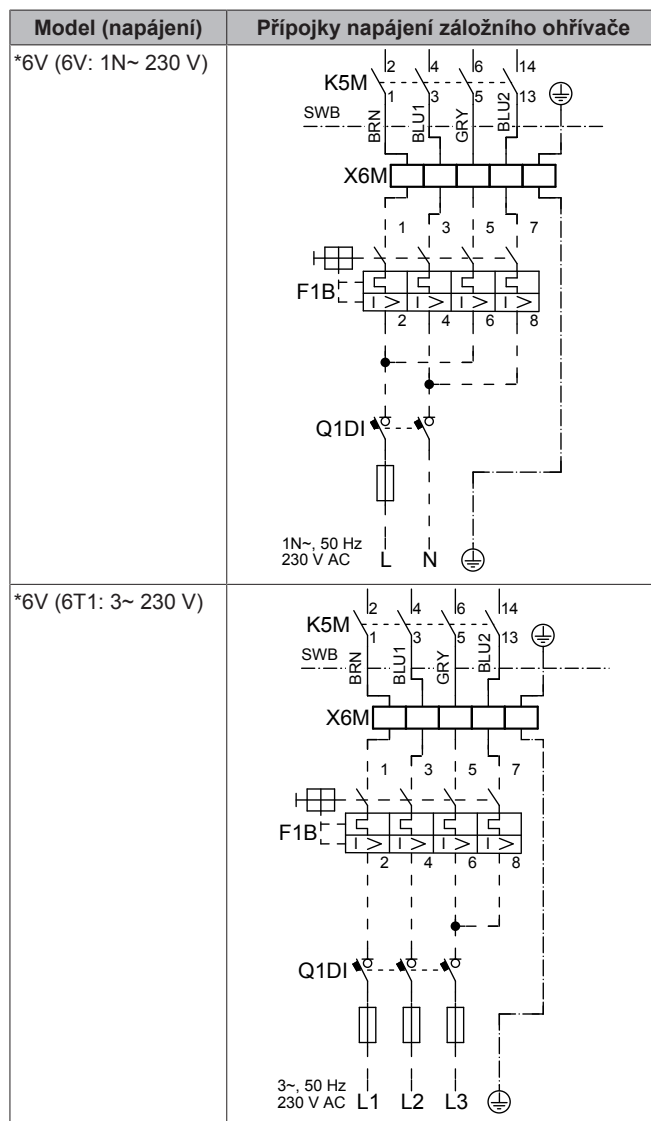 Model (napájení) Přípojky napájení záložního ohřívače
*6V (6V: 1N~ 230 V)
2 4 6 14
K5M
1 3 5 13
SWB
BRN BLU1 GRY BLU2
X6M
1 3 5 7
F1B
I > I > I > I >
2 4 6 8
Q1DI
1N~, 50 Hz
230 V AC L N
*6V (6T1: 3~ 230 V)
2 4 6 14
K5M
1 3 5 13
SWB
BRN BLU1 GRY BLU2
X6M
1 3 5 7
F1B
I > I > I > I >
2 4 6 8
Q1DI
3~, 50 Hz
230 V AC L1 L2 L3